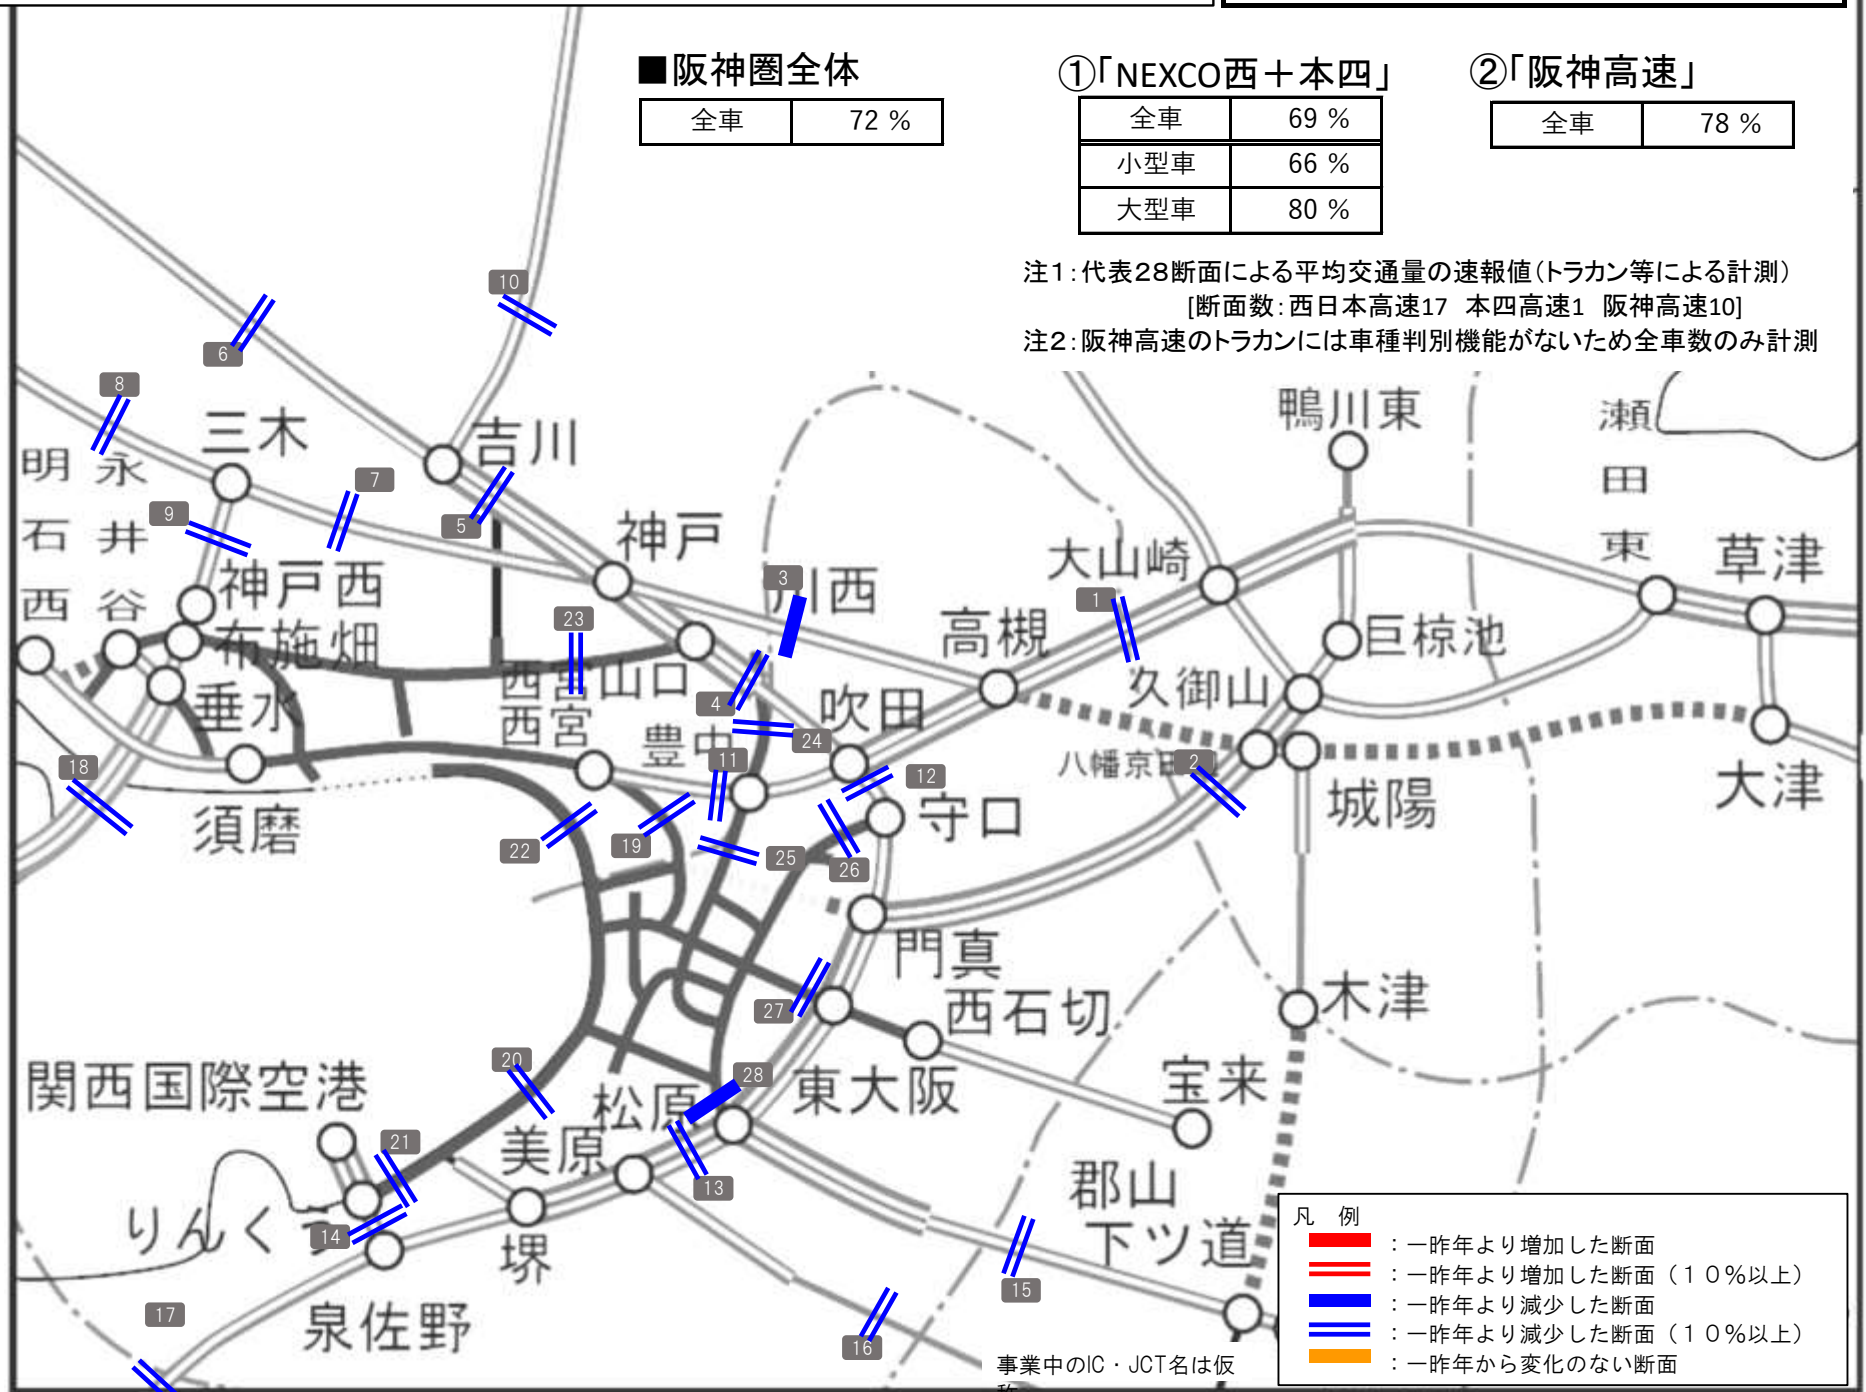 ■阪神圏全体
全車 72 %
①「NEXCO西＋本四」
全車 69 %
小型車 66 %
大型車 80 %
②「阪神高速」
全車 78 %
注１：代表２８断面による平均交通量の速報値（トラカン等による計測）
[断面数：西日本高速17 本四高速1 阪神高速10]
注２：阪神高速のトラカンには車種判別機能がないため全車数のみ計測
10
6
8
三木
吉川
鴨川東
瀬田東
明石西
永井谷
7
9
5
神戸
大山崎
草津
神戸西
3
川西
1
高槻
23
布施畑
巨椋池
西宮山口
久御山
垂水
4
吹田
西宮
豊中
24
11
18
12
八幡京田辺
2
城陽
大津
須磨
守口
22
19
25
26
門真
27
西石切
木津
関西国際空港
20
28
松原
東大阪
宝来
21
美原
13
郡山
りんくう
14
堺
下ツ道
15
17
泉佐野
16
事業中のIC・JCT名は仮
称
凡 例
：一昨年より増加した断面
：一昨年より増加した断面（１０％以上）
：一昨年より減少した断面
：一昨年より減少した断面（１０％以上）
：一昨年から変化のない断面